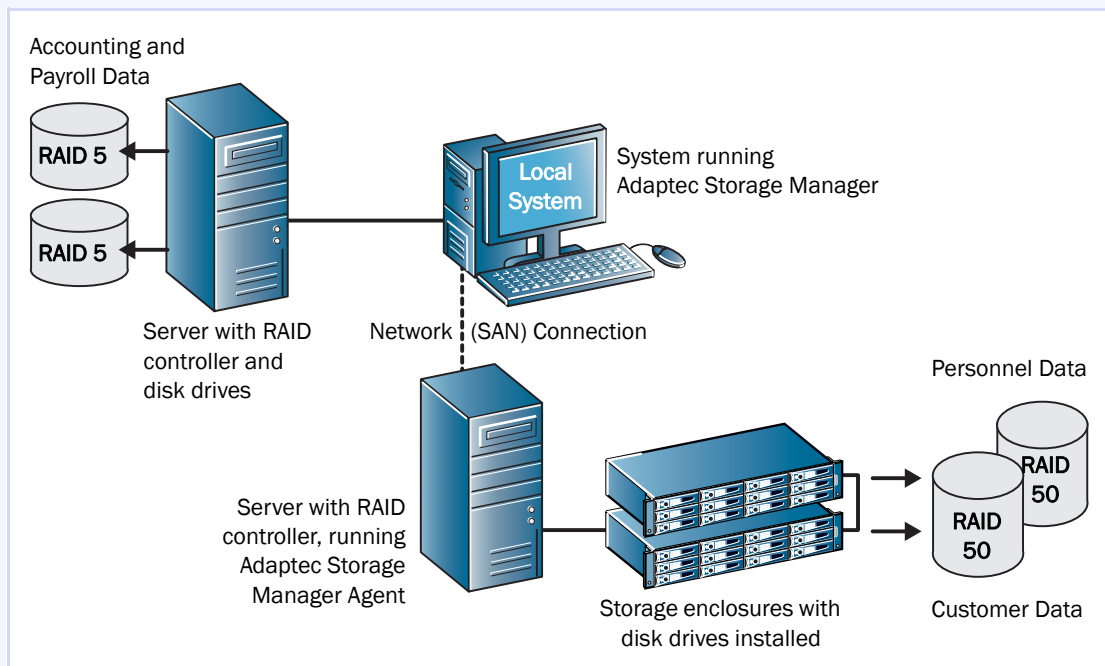 Accounting and
Payroll Data
RAID 5
RAID 5
Server with RAID
controller and
disk drives
Local
System
System running
Adaptec Storage Manager
Network (SAN) Connection
Server with RAID
controller, running
Adaptec Storage
Manager Agent
Storage enclosures with
disk drives installed
Personnel Data
RAID
50
RAID
50
Customer Data